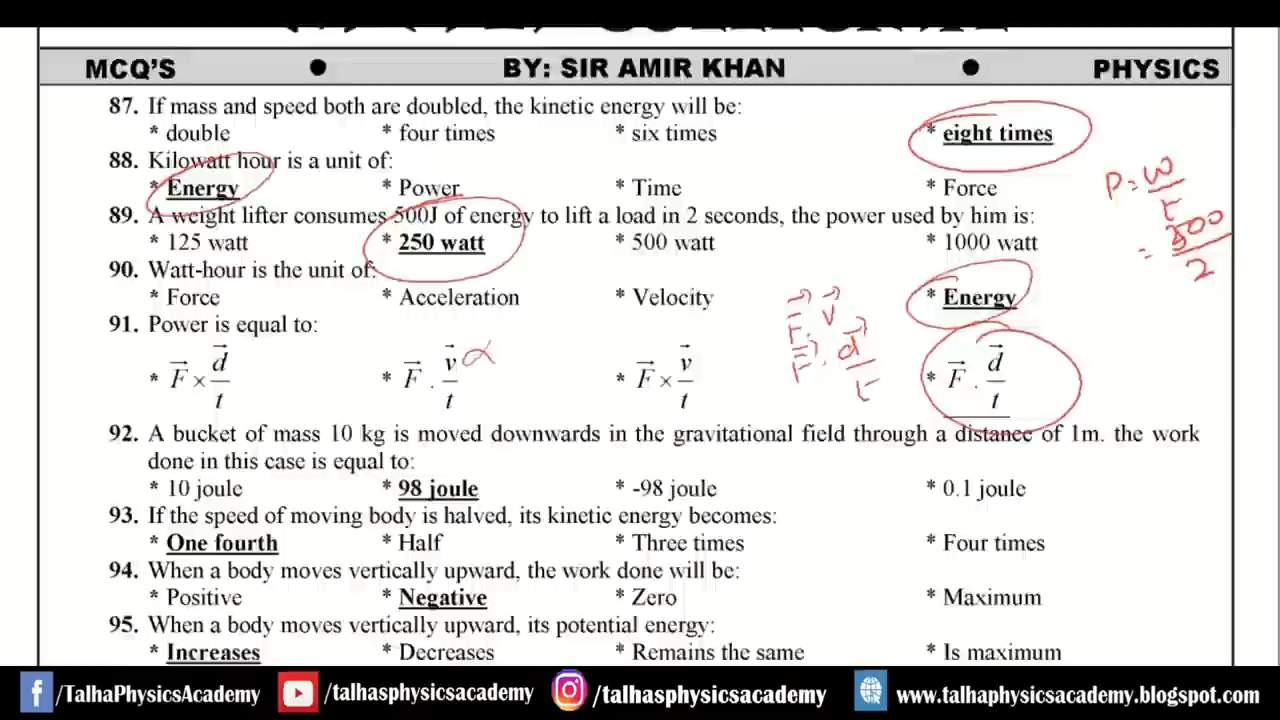 MCQ'S • BY: SIR AMIR KHAN • PHYSICS
87. If mass and speed both are doubled, the kinetic energy will be:
* double * four times * six times * eight times
88. Kilowatt hour is a unit of:
* Energy * Power * Time * Force
P = W/t
89. A weight lifter consumes 500J of energy to lift a load in 2 seconds, the power used by him is:
* 125 watt * 250 watt * 500 watt * 1000 watt
= 500/2
90. Watt-hour is the unit of:
* Force * Acceleration * Velocity * Energy
F⃗ . V⃗
91. Power is equal to:
* F⃗ × d⃗/t * F⃗ . v⃗/t * F⃗ × v⃗/t * F⃗ . d⃗/t
F⃗ . d⃗/t
92. A bucket of mass 10 kg is moved downwards in the gravitational field through a distance of 1m. the work
done in this case is equal to:
* 10 joule * 98 joule * -98 joule * 0.1 joule
93. If the speed of moving body is halved, its kinetic energy becomes:
* One fourth * Half * Three times * Four times
94. When a body moves vertically upward, the work done will be:
* Positive * Negative * Zero * Maximum
95. When a body moves vertically upward, its potential energy:
* Increases * Decreases * Remains the same * Is maximum
/TalhaPhysicsAcademy /talhasphysicsacademy /talhasphysicsacademy www.talhaphysicsacademy.blogspot.com